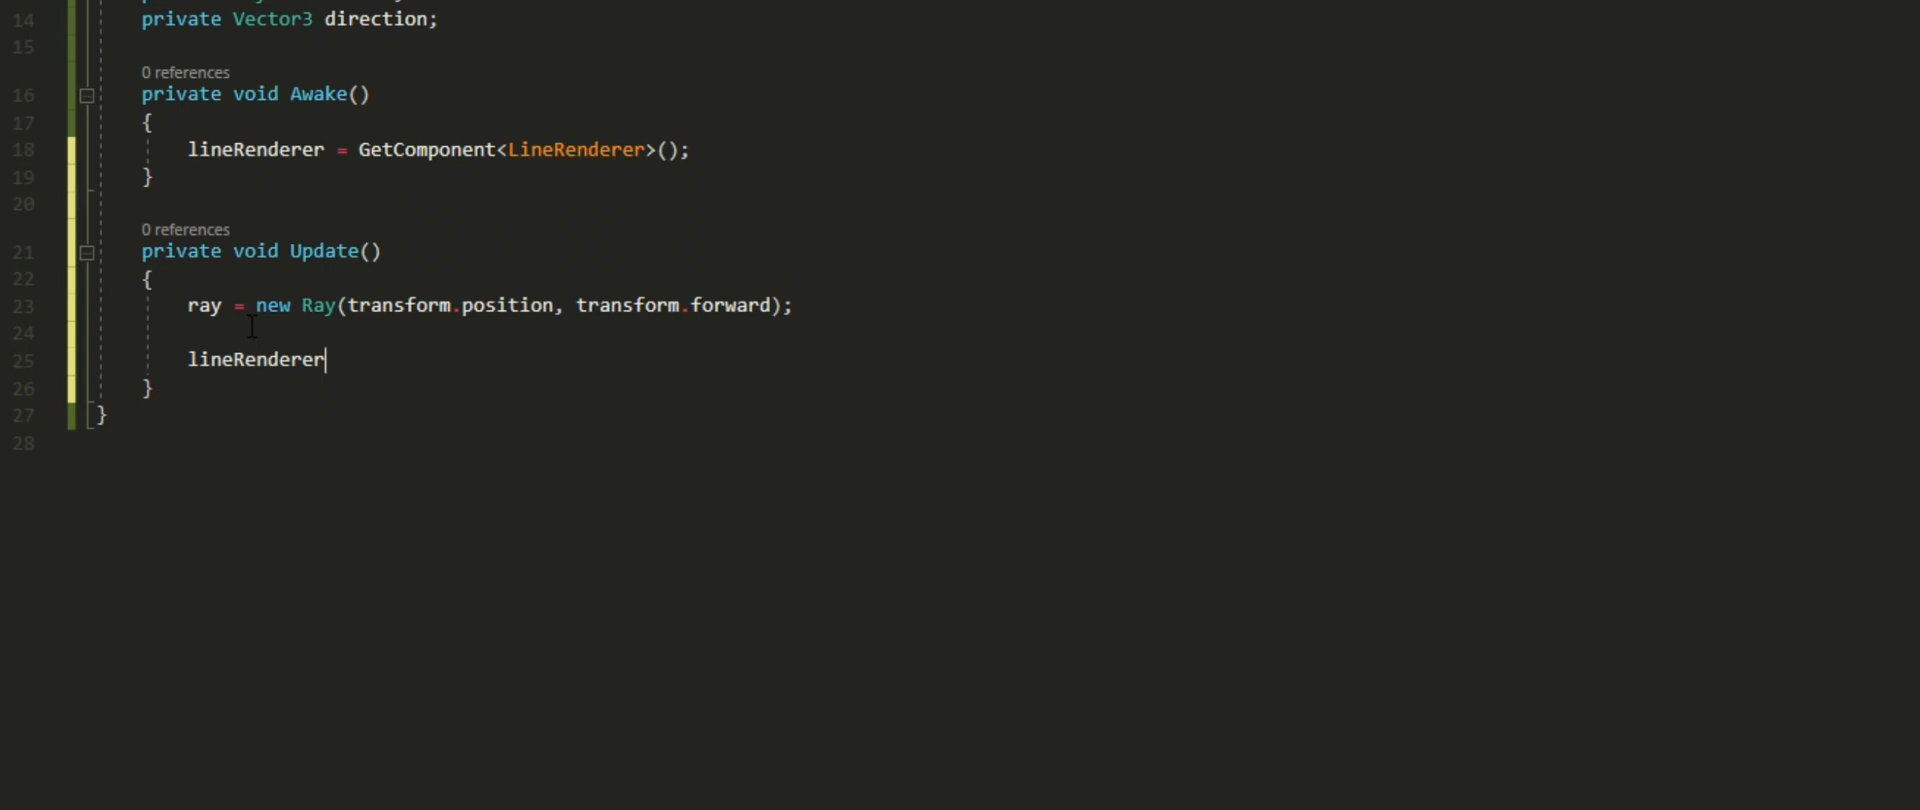 14 private Vector3 direction;
15
0 references
16 private void Awake()
17 {
18 lineRenderer = GetComponent<LineRenderer>();
19 }
20
0 references
21 private void Update()
22 {
23 ray = new Ray(transform.position, transform.forward);
24
25 lineRenderer
26 }
27 }
28